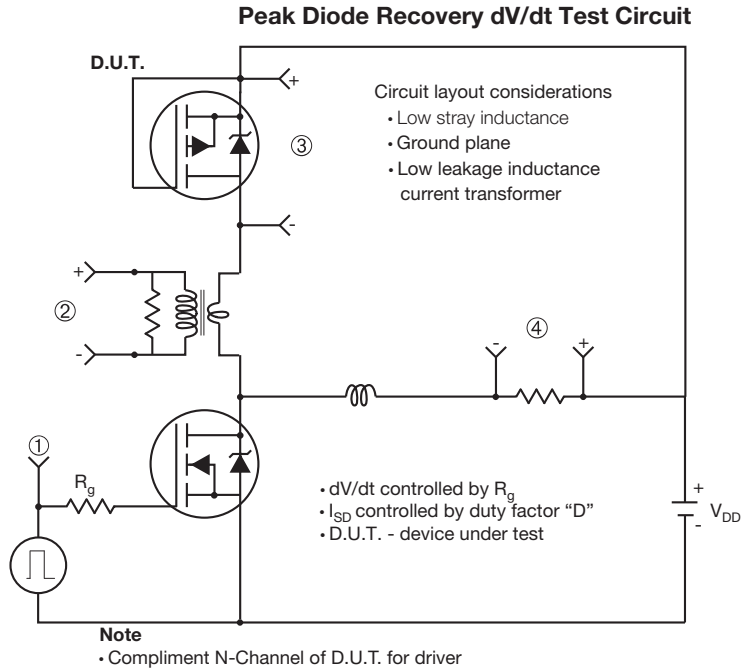 Peak Diode Recovery dV/dt Test Circuit
D.U.T.
+
Circuit layout considerations
• Low stray inductance
③
• Ground plane
• Low leakage inductance
current transformer
-
+
②
-
④
- +
①
Rg
• dV/dt controlled by Rg
• ISD controlled by duty factor “D”
• D.U.T. - device under test
+
VDD
-
Note
• Compliment N-Channel of D.U.T. for driver